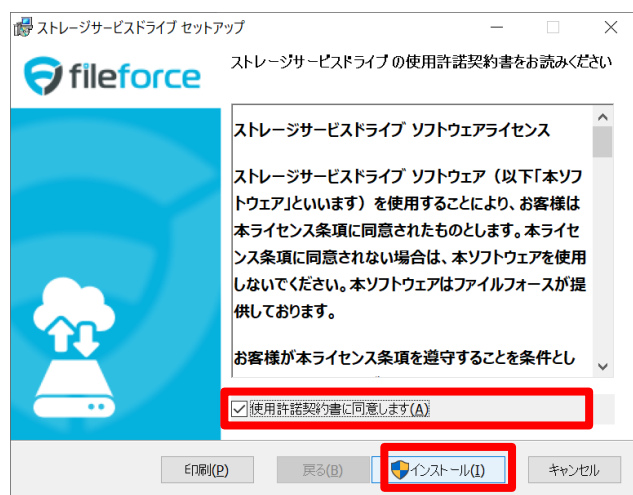 ストレージサービスドライブ セットアップ
fileforce
ストレージサービスドライブ の使用許諾契約書をお読みください
ストレージサービスドライブ ソフトウェアライセンス
ストレージサービスドライブ ソフトウェア（以下「本ソフ
トウェア」といいます）を使用することにより、お客様は
本ライセンス条項に同意されたものとします。本ライセ
ンス条項に同意されない場合は、本ソフトウェアを使用
しないでください。本ソフトウェアはファイルフォースが提
供しております。
お客様が本ライセンス条項を遵守することを条件とし
使用許諾契約書に同意します(A)
印刷(P)
戻る(B)
インストール(I)
キャンセル